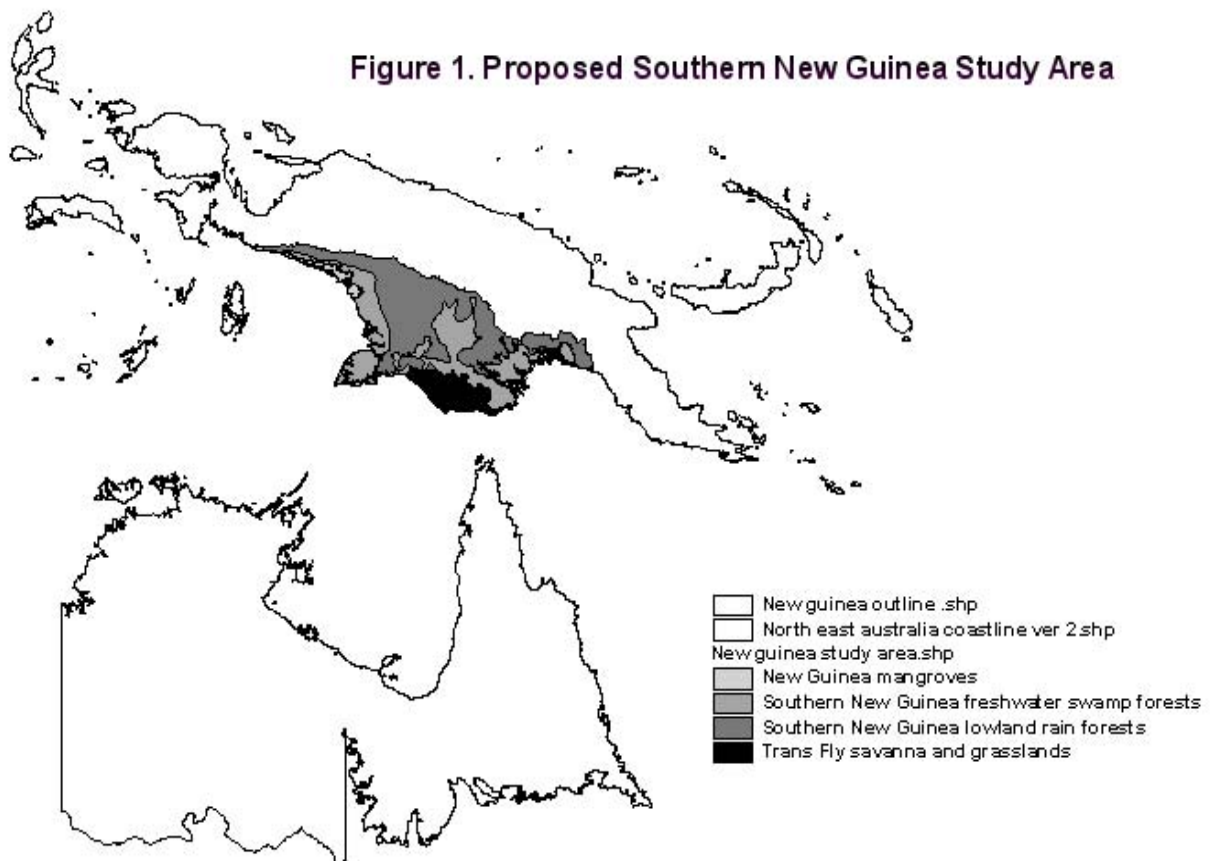 Figure 1. Proposed Southern New Guinea Study Area
New guinea outline .shp
North east australia coastline ver 2.shp
New guinea study area.shp
New Guinea mangroves
Southern New Guinea freshwater swamp forests
Southern New Guinea lowland rain forests
Trans Fly savanna and grasslands